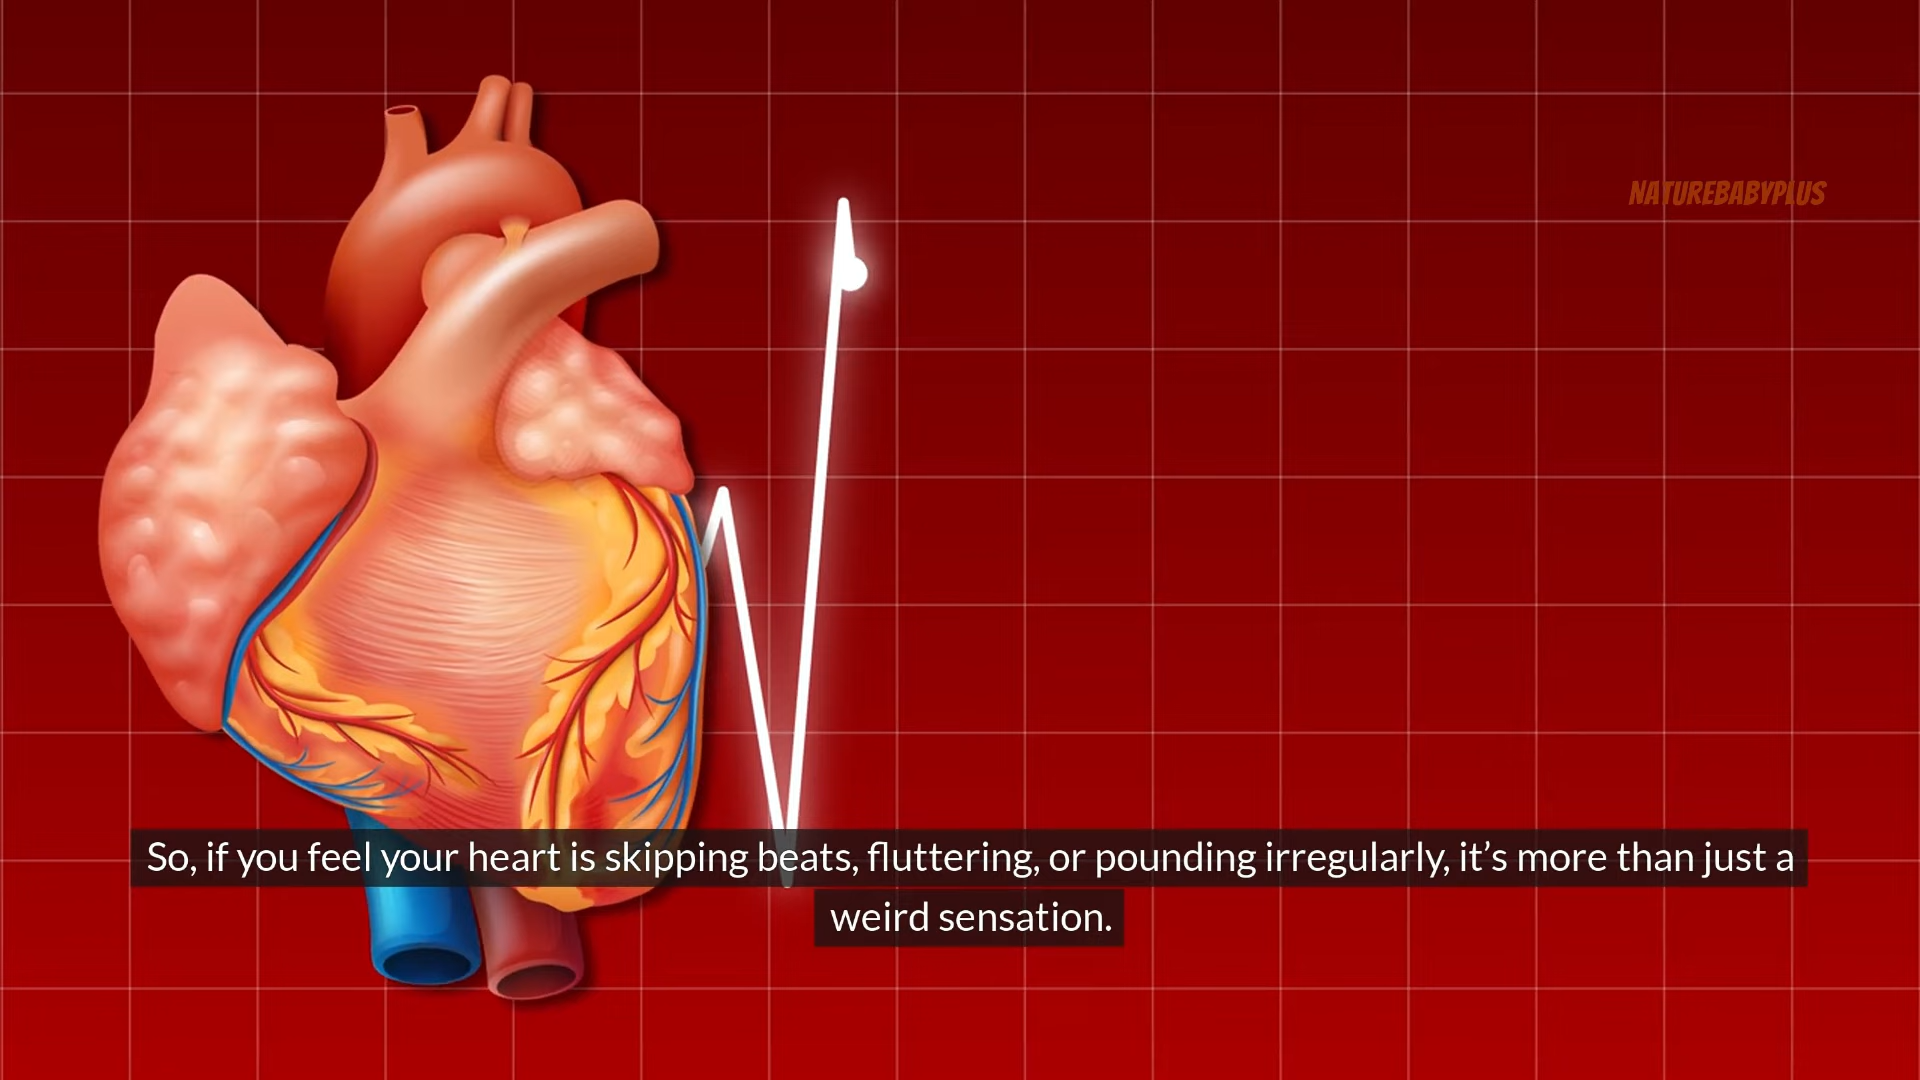 NATUREBABYPLUS
So, if you feel your heart is skipping beats, fluttering, or pounding irregularly, it’s more than just a
weird sensation.